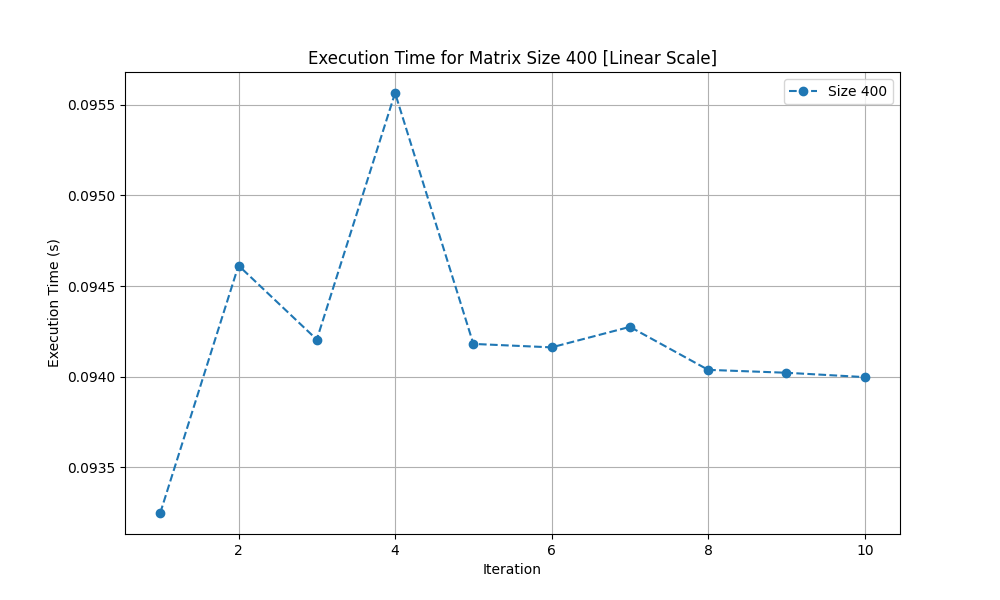 Execution Time for Matrix Size 400 [Linear Scale]
Size 400
0.0955
0.0950
0.0945
0.0940
0.0935
Execution Time (s)
2 4 6 8 10
Iteration